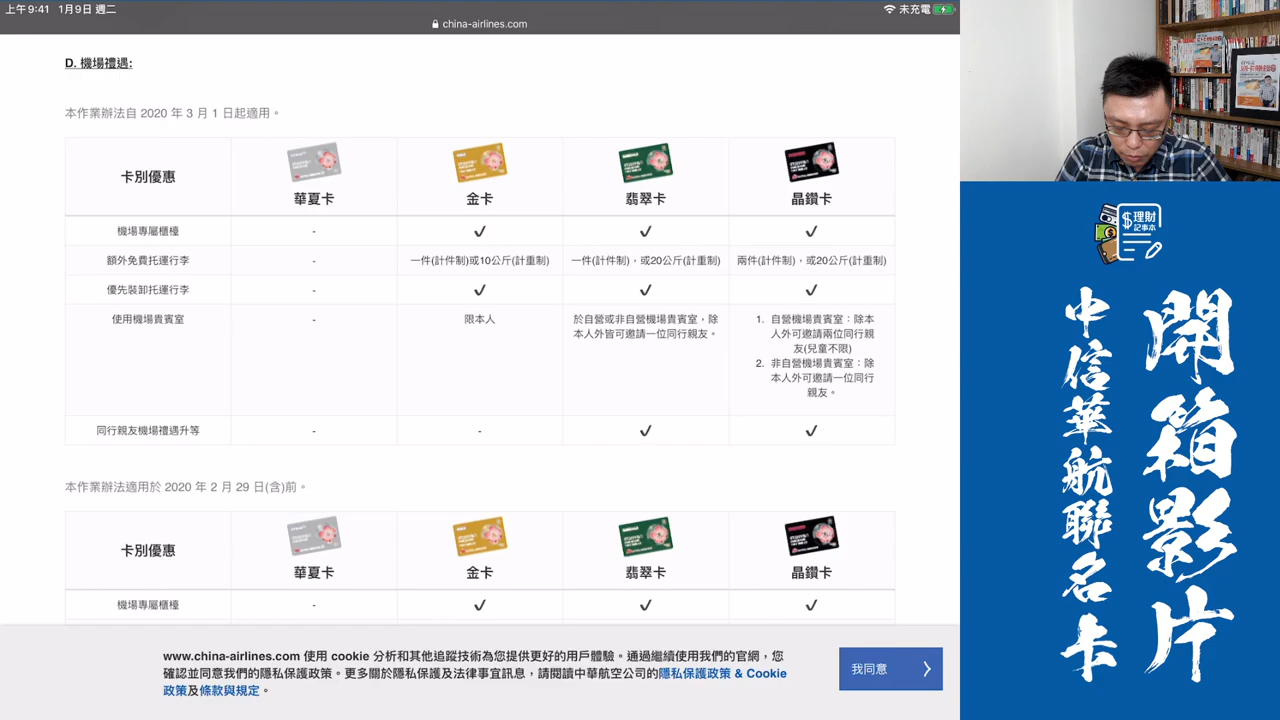 上午9:41 1月9日 週二
未充電
china-airlines.com
D. 機場禮遇:
本作業辦法自 2020 年 3 月 1 日起適用。
卡別優惠 華夏卡 金卡 翡翠卡 晶鑽卡
機場專屬櫃檯 - ✓ ✓ ✓
額外免費托運行李 - 一件(計件制)或10公斤(計重制) 一件(計件制),或20公斤(計重制) 兩件(計件制),或20公斤(計重制)
優先裝卸托運行李 - ✓ ✓ ✓
使用機場貴賓室 - 限本人
於自營或非自營機場貴賓室,除
本人外皆可邀請一位同行親友。
1. 自營機場貴賓室:除本
人外可邀請兩位同行親
友(兒童不限)
2. 非自營機場貴賓室:除
本人外可邀請一位同行
親友。
同行親友機場禮遇升等 - - ✓ ✓
本作業辦法適用於 2020 年 2 月 29 日(含)前。
卡別優惠 華夏卡 金卡 翡翠卡 晶鑽卡
機場專屬櫃檯 - ✓ ✓ ✓
www.china-airlines.com 使用 cookie 分析和其他追蹤技術為您提供更好的用戶體驗。通過繼續使用我們的官網,您
確認並同意我們的隱私保護政策。更多關於隱私保護及法律事宜訊息,請閱讀中華航空公司的隱私保護政策 & Cookie
政策及條款與規定。
我同意
$理財
記事本
開箱影片
中信華航聯名卡